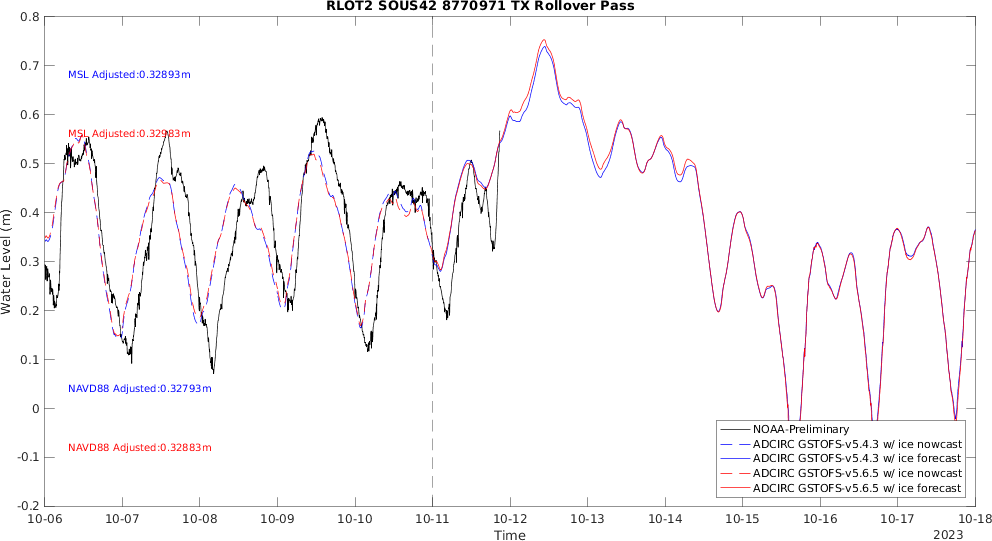 RLOT2 SOUS42 8770971 TX Rollover Pass
0.8
0.7
0.6
0.5
0.4
0.3
0.2
0.1
0
-0.1
-0.2
Water Level (m)
MSL Adjusted:0.32893m
MSL Adjusted:0.32983m
NAVD88 Adjusted:0.32793m
NAVD88 Adjusted:0.32883m
NOAA-Preliminary
ADCIRC GSTOFS-v5.4.3 w/ ice nowcast
ADCIRC GSTOFS-v5.4.3 w/ ice forecast
ADCIRC GSTOFS-v5.6.5 w/ ice nowcast
ADCIRC GSTOFS-v5.6.5 w/ ice forecast
10-06 10-07 10-08 10-09 10-10 10-11 10-12 10-13 10-14 10-15 10-16 10-17 10-18
Time
2023